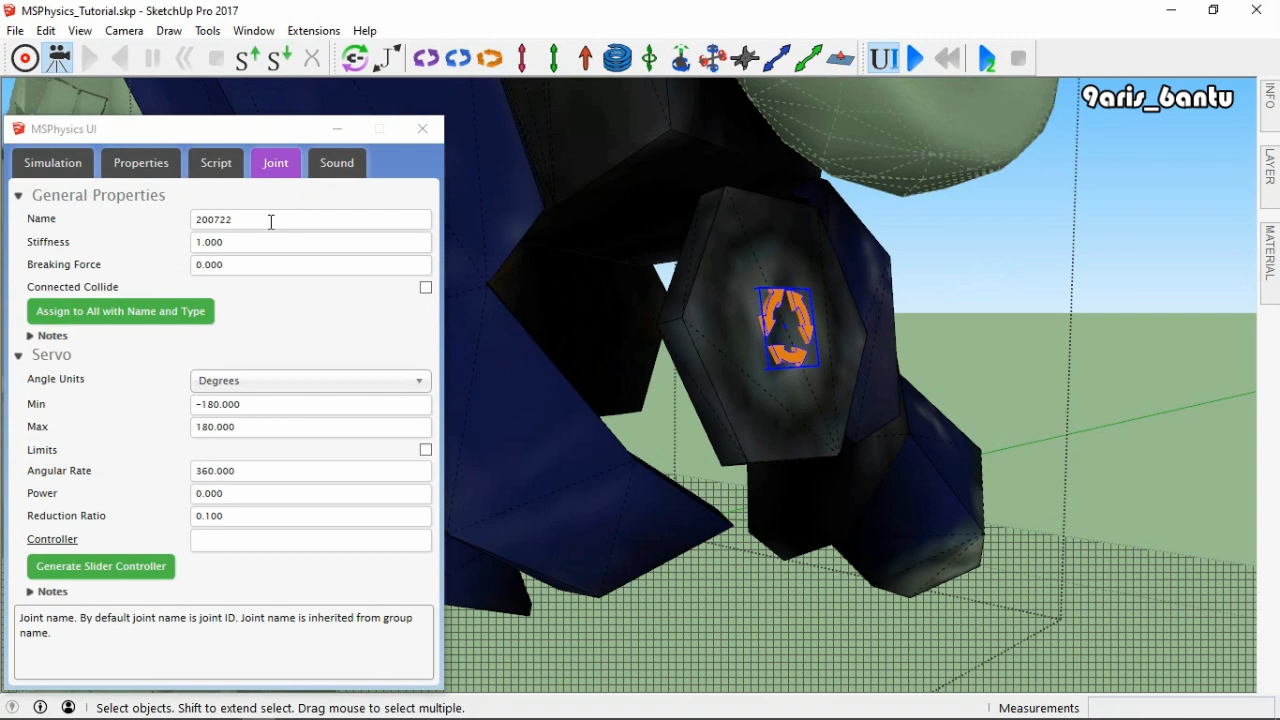 MSPhysics_Tutorial.skp - SketchUp Pro 2017
File Edit View Camera Draw Tools Window Extensions Help
UI
2
9aris_6antu
INFO
LAYER
MATERIAL
MSPhysics UI
Simulation Properties Script Joint Sound
General Properties
Name 200722
Stiffness 1.000
Breaking Force 0.000
Connected Collide
Assign to All with Name and Type
Notes
Servo
Angle Units Degrees
Min -180.000
Max 180.000
Limits
Angular Rate 360.000
Power 0.000
Reduction Ratio 0.100
Controller
Generate Slider Controller
Notes
Joint name. By default joint name is joint ID. Joint name is inherited from group
name.
Select objects. Shift to extend select. Drag mouse to select multiple.
Measurements